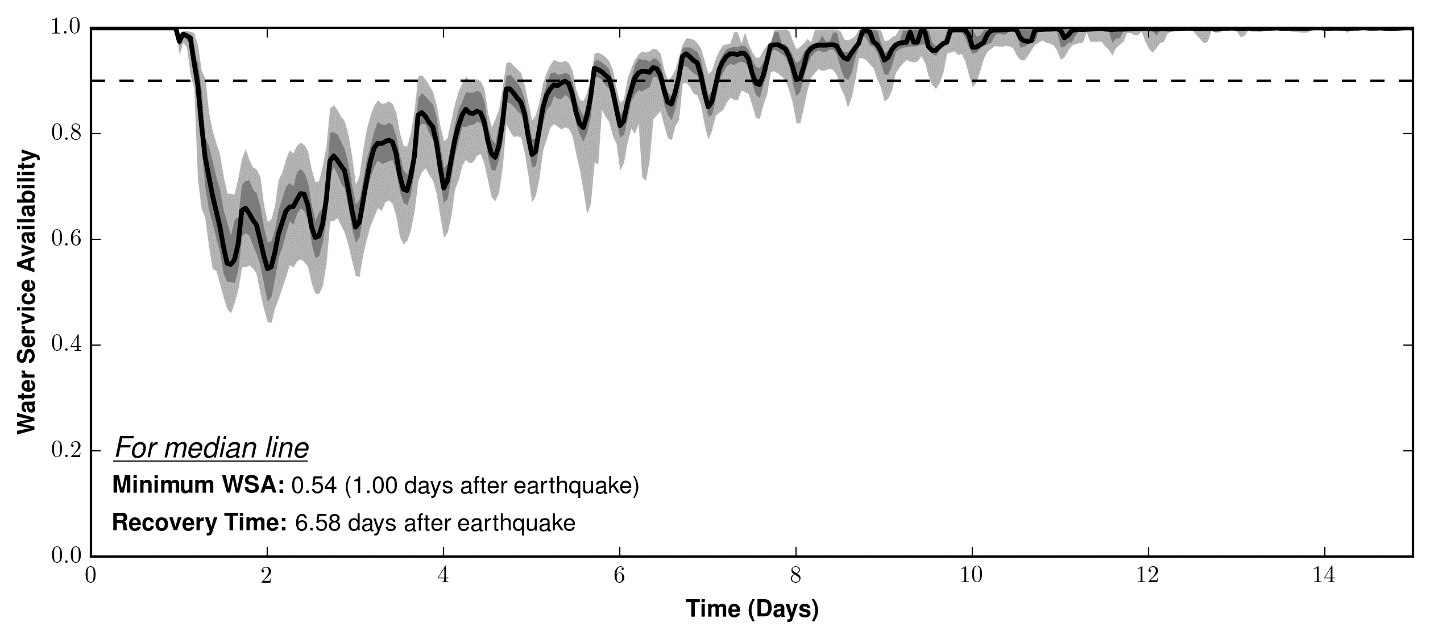 1.0
0.8
0.6
0.4
0.2
0.0
Water Service Availability
For median line
Minimum WSA: 0.54 (1.00 days after earthquake)
Recovery Time: 6.58 days after earthquake
0 2 4 6 8 10 12 14
Time (Days)